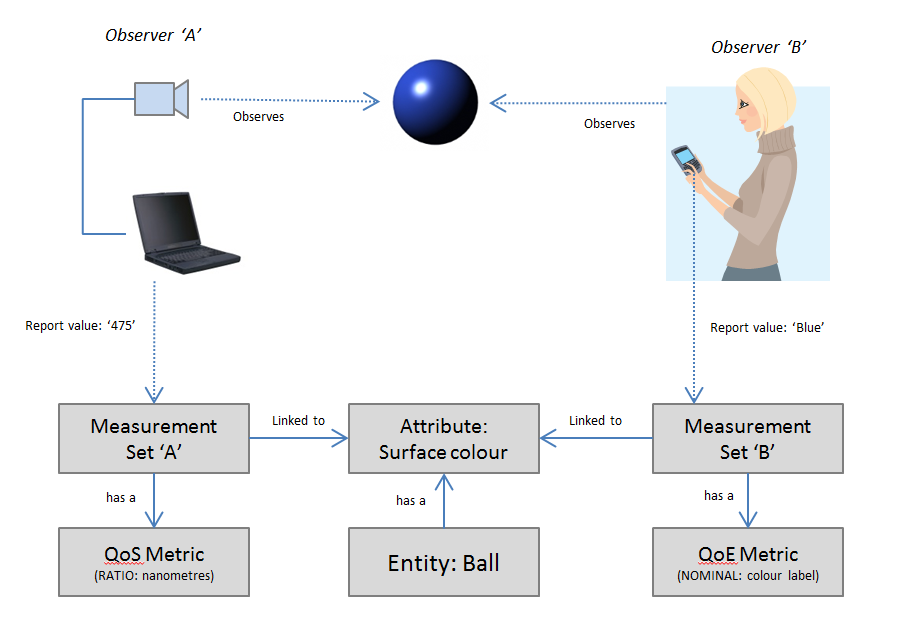 Observer ‘A’
Observer ‘B’
Observes
Observes
Report value: ‘475’
Report value: ‘Blue’
Measurement
Set ‘A’
Linked to
Attribute:
Surface colour
Linked to
Measurement
Set ‘B’
has a
has a
has a
QoS Metric
(RATIO: nanometres)
Entity: Ball
QoE Metric
(NOMINAL: colour label)